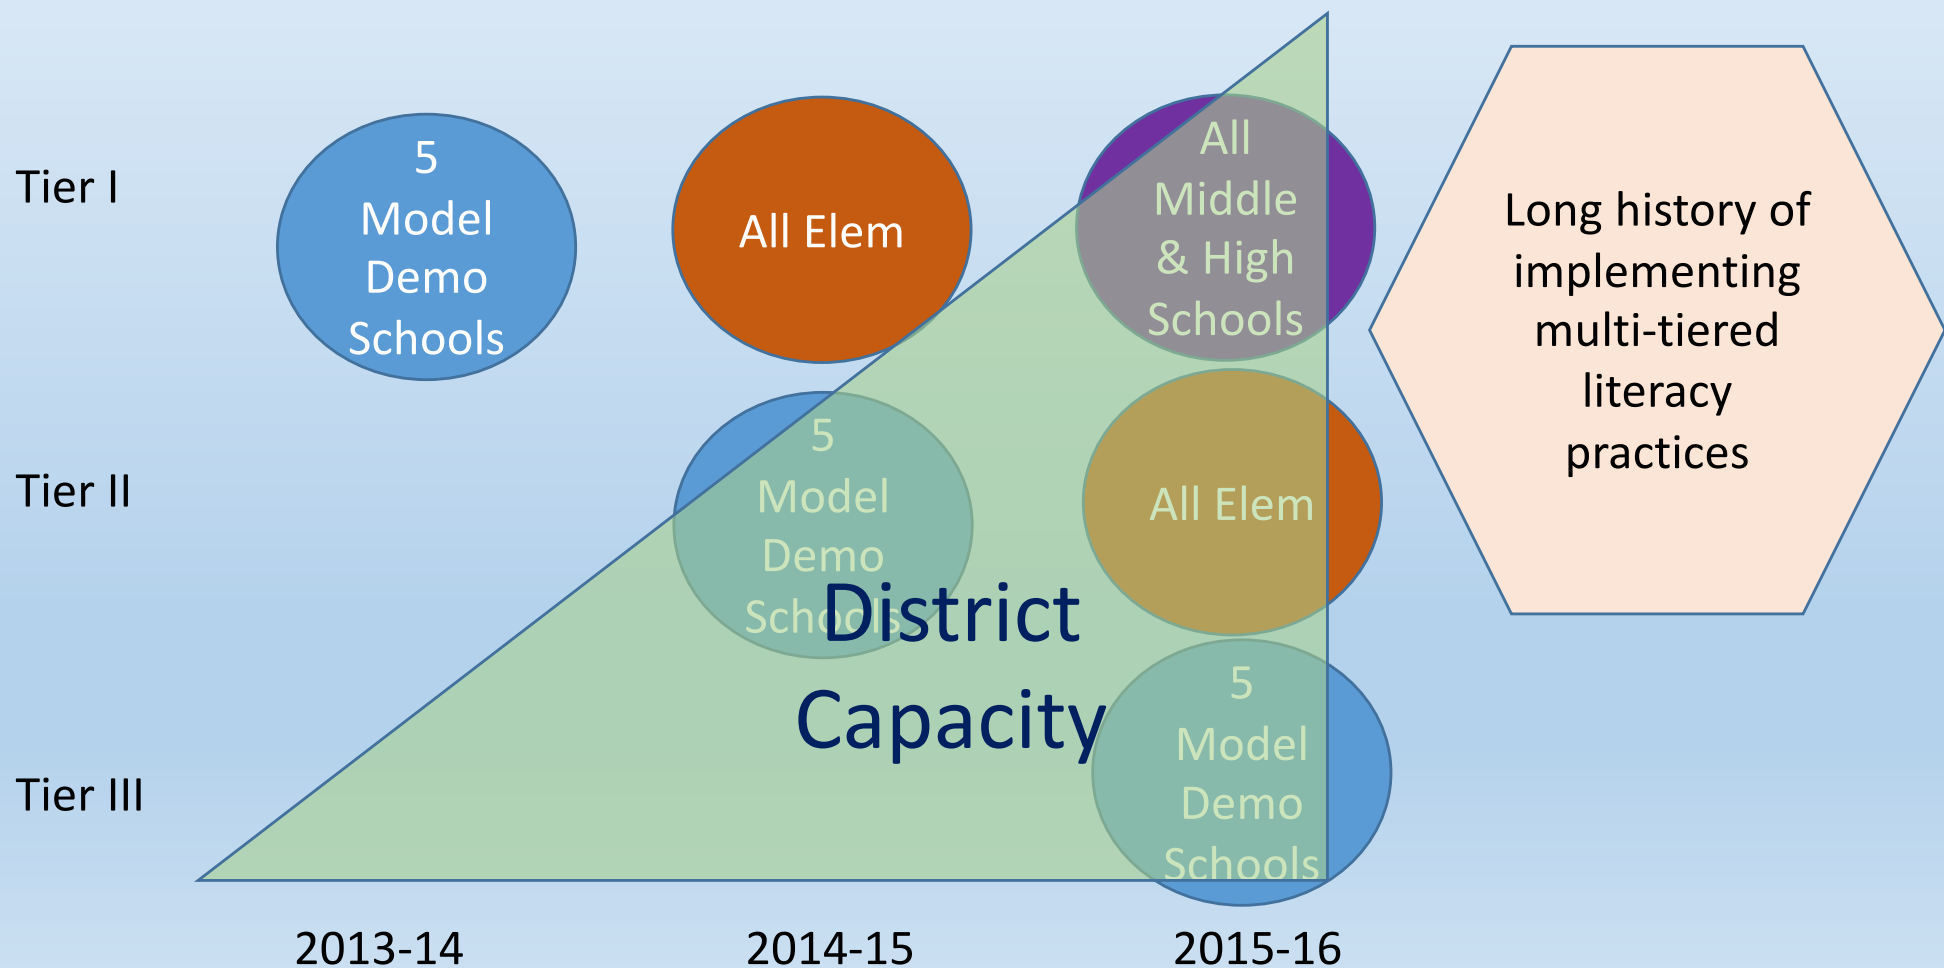 Tier I
5
Model
Demo
Schools
All Elem
All
Middle
& High
Schools
Long history of
implementing
multi-tiered
literacy
practices
Tier II
5
Model
Demo
Schools
All Elem
District
Capacity
Tier III
5
Model
Demo
Schools
2013-14
2014-15
2015-16